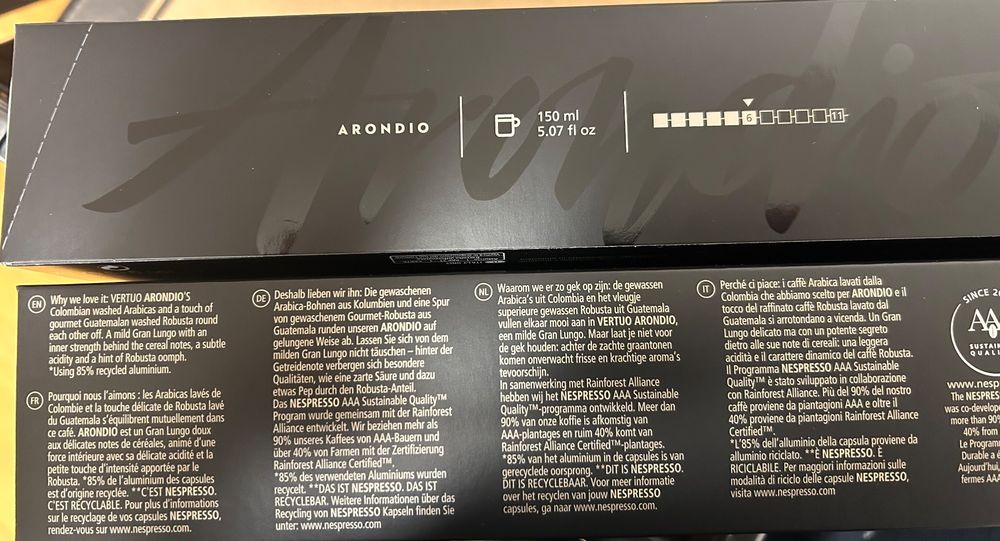 Arondio
ARONDIO
150 ml
5.07 fl oz
6
11
EN
Why we love it: VERTUO ARONDIO'S
Colombian washed Arabicas and a touch of
gourmet Guatemalan washed Robusta round
each other off. A mild Gran Lungo with an
inner strength behind the cereal notes, a subtle
acidity and a hint of Robusta oomph.
*Using 85% recycled aluminium.
FR
Pourquoi nous l'aimons : les Arabicas lavés de
Colombie et la touche délicate de Robusta lavé
du Guatemala s'équilibrent mutuellement dans
ce café. ARONDIO est un Gran Lungo doux
aux délicates notes de céréales, animé d'une
force intérieure avec sa délicate acidité et la
petite touche d'intensité apportée par le
Robusta. *85% de l'aluminium des capsules
est d'origine recyclée. **C'EST NESPRESSO.
C'EST RECYCLABLE. Pour plus d'informations
sur le recyclage de vos capsules NESPRESSO,
rendez-vous sur www.nespresso.com.
DE
Deshalb lieben wir ihn: Die gewaschenen
Arabica-Bohnen aus Kolumbien und eine Spur
von gewaschenem Gourmet-Robusta aus
Guatemala runden unseren ARONDIO auf
gelungene Weise ab. Lassen Sie sich von dem
milden Gran Lungo nicht täuschen – hinter der
Getreidenote verbergen sich besondere
Qualitäten, wie eine zarte Säure und dazu
etwas Pep durch den Robusta-Anteil.
Das NESPRESSO AAA Sustainable Quality™
Program wurde gemeinsam mit der Rainforest
Alliance entwickelt. Wir beziehen mehr als
90% unseres Kaffees von AAA-Bauern und
über 40% von Farmen mit der Zertifizierung
Rainforest Alliance Certified™.
*85% des verwendeten Aluminiums wurden
recycelt. **DAS IST NESPRESSO. DAS IST
RECYCLEBAR. Weitere Informationen über das
Recycling von NESPRESSO Kapseln finden Sie
unter: www.nespresso.com
NL
Waarom we er zo gek op zijn: de gewassen
Arabica's uit Colombia en het vleugje
superieure gewassen Robusta uit Guatemala
vullen elkaar mooi aan in VERTUO ARONDIO,
een milde Gran Lungo. Maar laat je niet voor
de gek houden: achter de zachte graantonen
komen onverwacht frisse en krachtige aroma's
tevoorschijn.
In samenwerking met Rainforest Alliance
hebben wij het NESPRESSO AAA Sustainable
Quality™-programma ontwikkeld. Meer dan
90% van onze koffie is afkomstig van
AAA-plantages en ruim 40% komt van
Rainforest Alliance Certified™-plantages.
*85% van het aluminium in de capsules is van
gerecyclede oorsprong. **DIT IS NESPRESSO.
DIT IS RECYCLEBAAR. Voor meer informatie
over het recyclen van jouw NESPRESSO
capsules, ga naar www.nespresso.com.
IT
Perché ci piace: i caffè Arabica lavati dalla
Colombia che abbiamo scelto per ARONDIO e il
tocco del raffinato caffè Robusta lavato dal
Guatemala si arrotondano a vicenda. Un Gran
Lungo delicato ma con un potente segreto
dietro alle sue note di cereali: una leggera
acidità e il carattere dinamico del caffè Robusta.
Il Programma NESPRESSO AAA Sustainable
Quality™ è stato sviluppato in collaborazione
con Rainforest Alliance. Più del 90% del nostro
caffè proviene da piantagioni AAA e oltre il
40% proviene da piantagioni Rainforest Alliance
Certified™.
*L'85% dell'alluminio della capsula proviene da
alluminio riciclato. **È NESPRESSO. È
RICICLABILE. Per maggiori informazioni sulle
modalità di riciclo delle capsule NESPRESSO,
visita www.nespresso.com
SINCE 20
AA
SUSTAIN
QUALI
www.nesp
The NESPRES
was co-develop
more than 90%
40% from
Le Program
Durable a é
Aujourd'hui,
fermes AAA